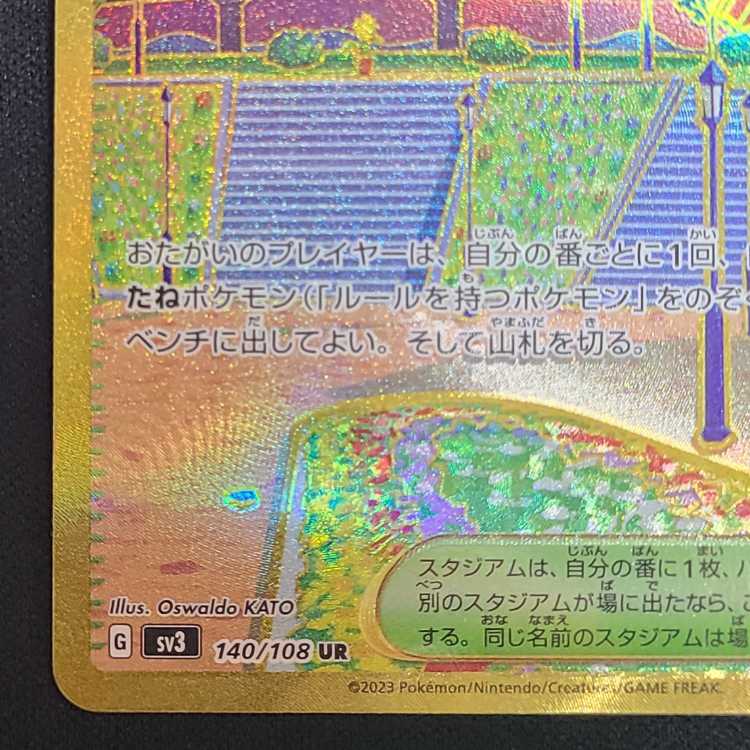 おたがいのプレイヤーは、自分の番ごとに1回、
たねポケモン(「ルールを持つポケモン」をのぞ
ベンチに出してよい。そして山札を切る。
スタジアムは、自分の番に1枚、バ
別のスタジアムが場に出たなら、こ
する。同じ名前のスタジアムは場
Illus. Oswaldo KATO
G sv3 140/108 UR
©2023 Pokémon/Nintendo/Creatures/GAME FREAK.